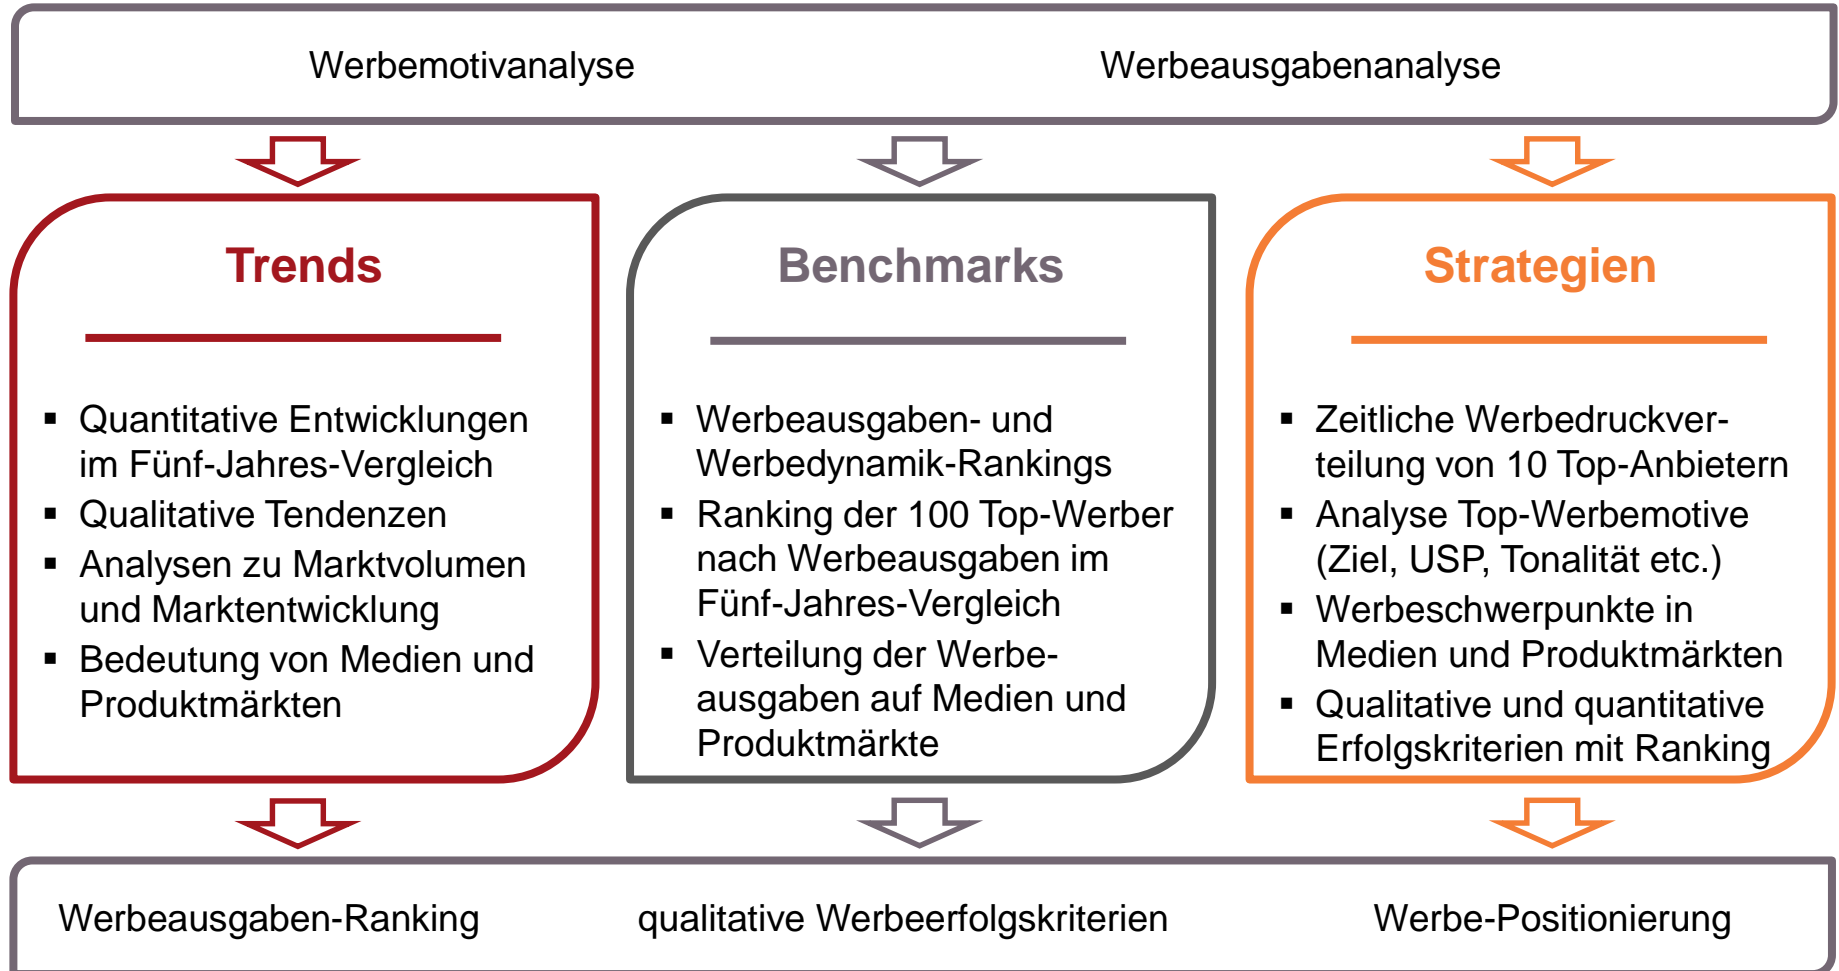 Werbemotivanalyse
Werbeausgabenanalyse
Trends
▪ Quantitative Entwicklungen
im Fünf-Jahres-Vergleich
▪ Qualitative Tendenzen
▪ Analysen zu Marktvolumen
und Marktentwicklung
▪ Bedeutung von Medien und
Produktmärkten
Benchmarks
▪ Werbeausgaben- und
Werbedynamik-Rankings
▪ Ranking der 100 Top-Werber
nach Werbeausgaben im
Fünf-Jahres-Vergleich
▪ Verteilung der Werbe-
ausgaben auf Medien und
Produktmärkte
Strategien
▪ Zeitliche Werbedruckver-
teilung von 10 Top-Anbietern
▪ Analyse Top-Werbemotive
(Ziel, USP, Tonalität etc.)
▪ Werbeschwerpunkte in
Medien und Produktmärkten
▪ Qualitative und quantitative
Erfolgskriterien mit Ranking
Werbeausgaben-Ranking
qualitative Werbeerfolgskriterien
Werbe-Positionierung